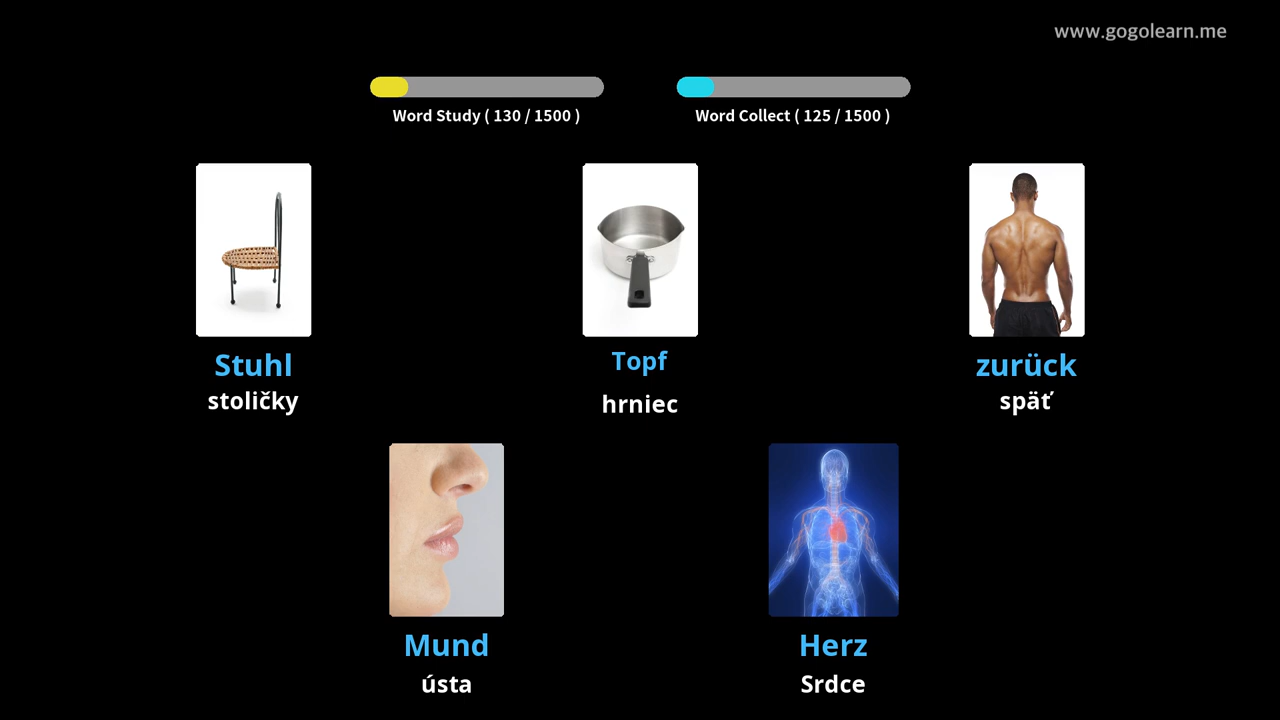 www.gogolearn.me
Word Study ( 130 / 1500 )
Word Collect ( 125 / 1500 )
Stuhl
stoličky
Topf
hrniec
zurück
späť
Mund
ústa
Herz
Srdce